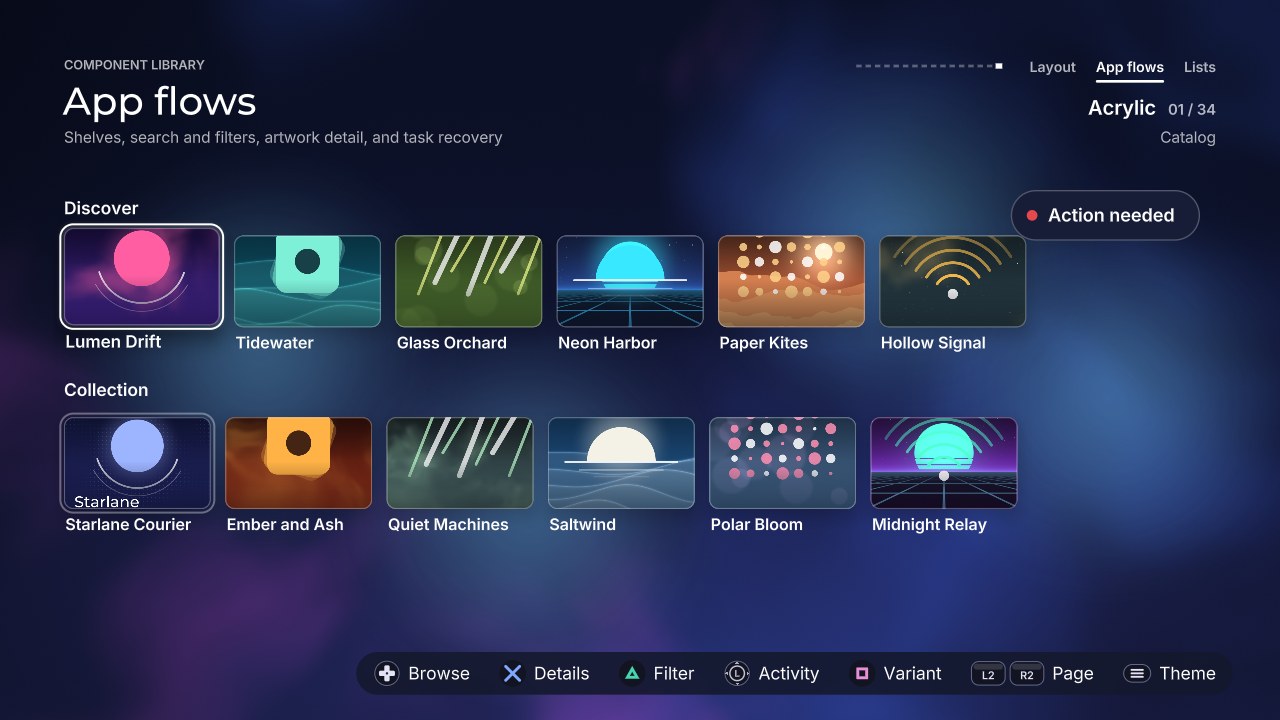 COMPONENT LIBRARY
App flows
Shelves, search and filters, artwork detail, and task recovery
Layout App flows Lists
Acrylic 01 / 34
Catalog
Action needed
Discover
Lumen Drift Tidewater Glass Orchard Neon Harbor Paper Kites Hollow Signal
Collection
Starlane
Starlane Courier Ember and Ash Quiet Machines Saltwind Polar Bloom Midnight Relay
Browse Details Filter L Activity Variant L2 R2 Page Theme